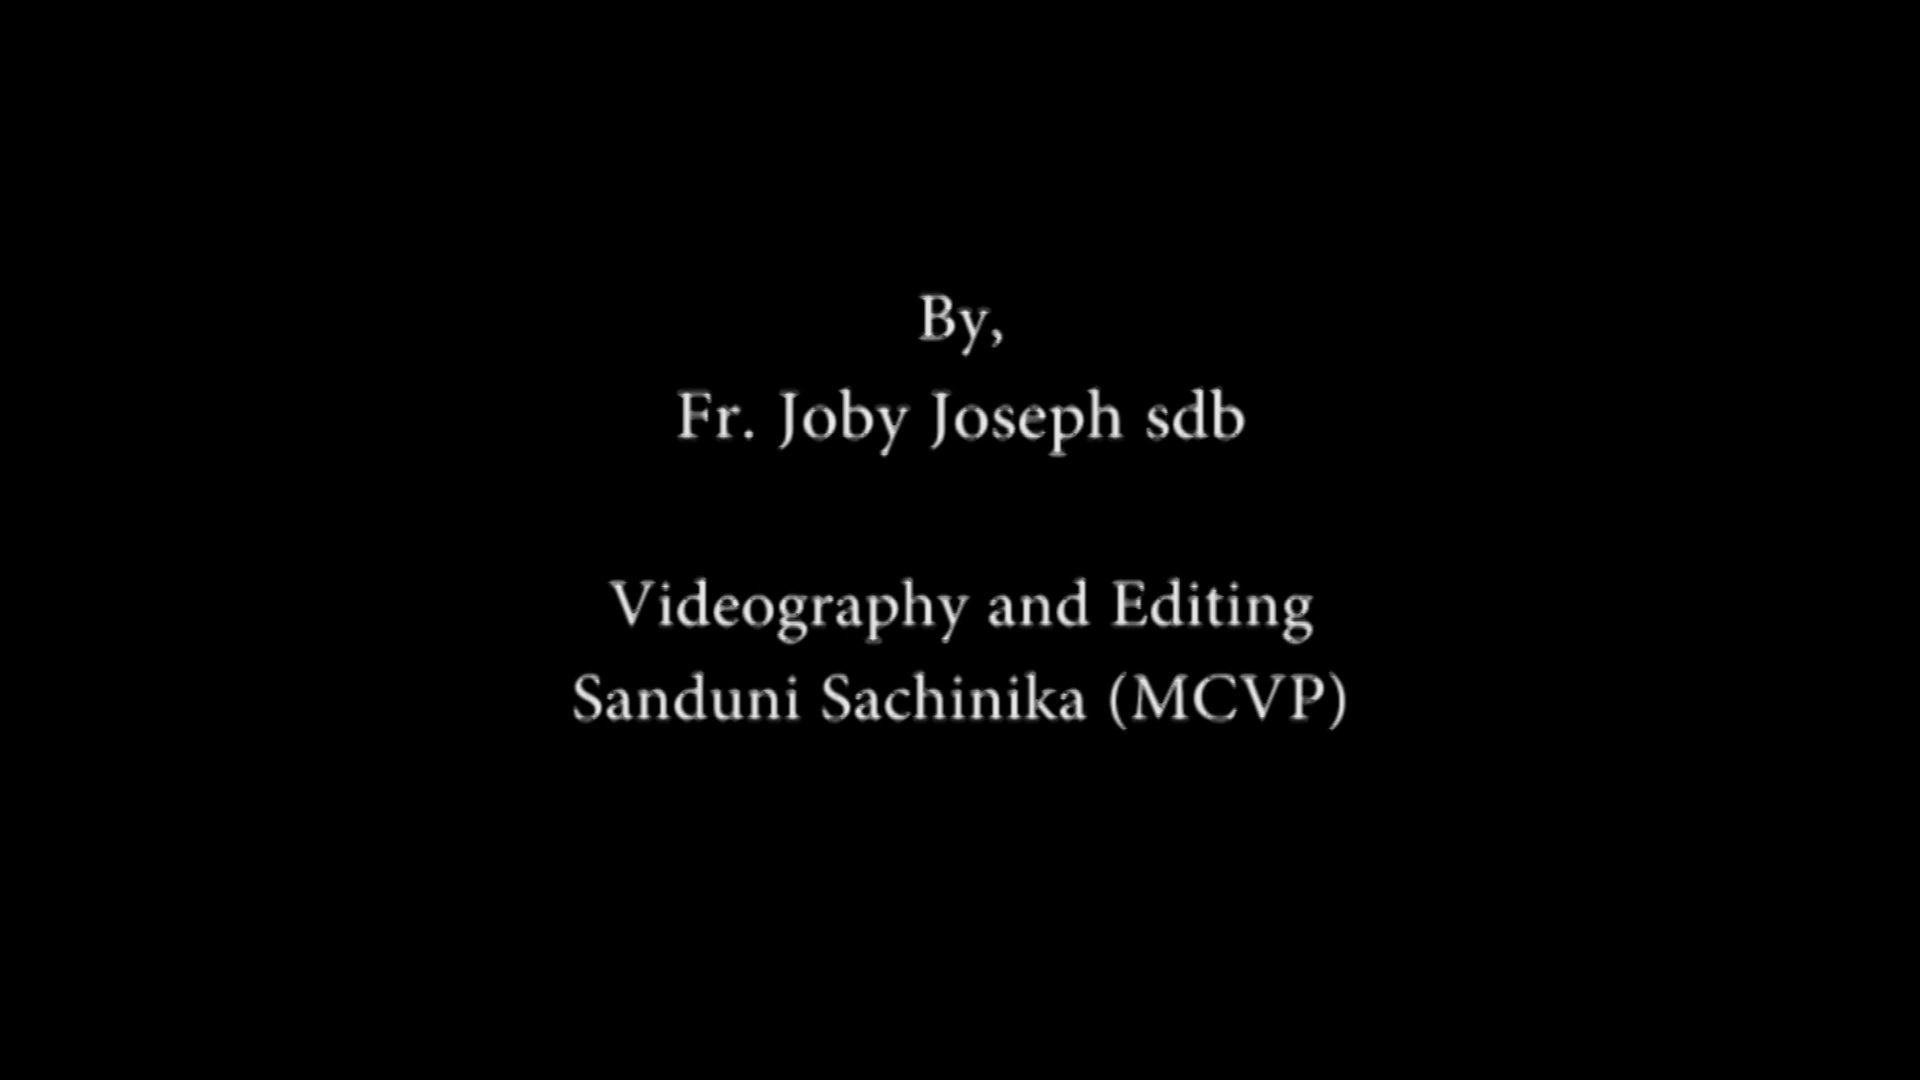 By,
Fr. Joby Joseph sdb
Videography and Editing
Sanduni Sachinika (MCVP)